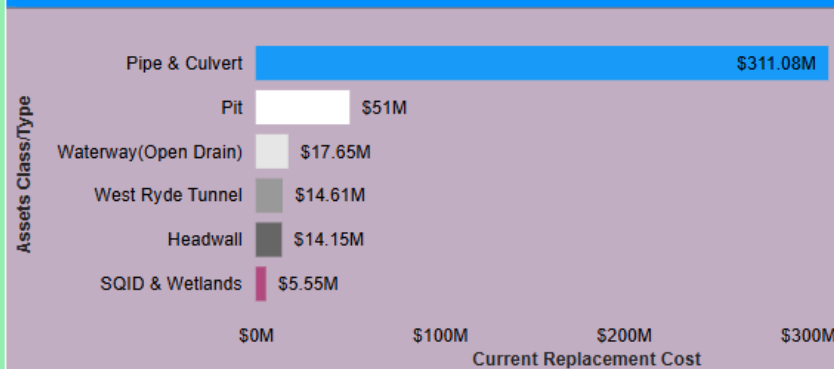 Pipe & Culvert $311.08M
Pit $51M
Waterway(Open Drain) $17.65M
West Ryde Tunnel $14.61M
Headwall $14.15M
SQID & Wetlands $5.55M
Assets Class/Type
$0M $100M $200M $300M
Current Replacement Cost